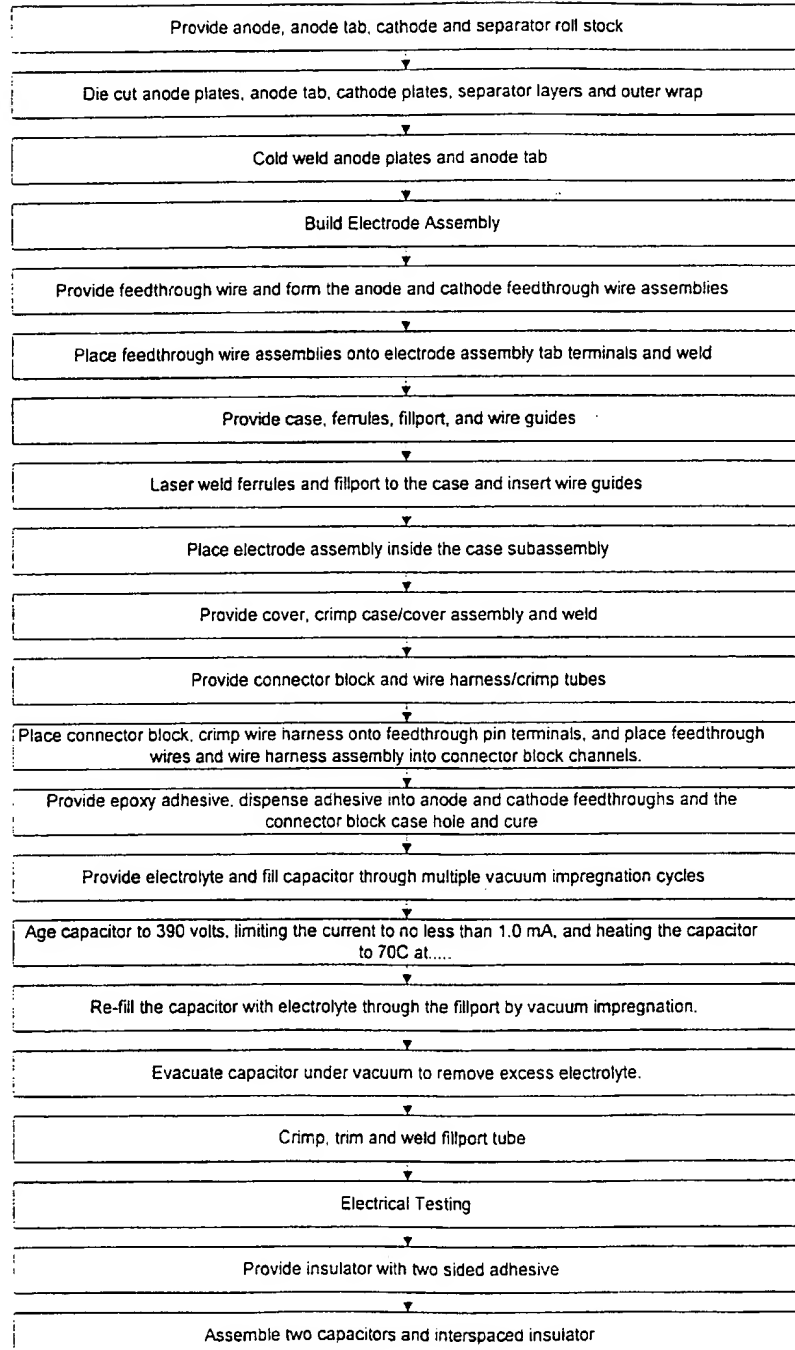 Provide anode, anode tab, cathode and separator roll stock
Die cut anode plates, anode tab, cathode plates, separator layers and outer wrap
Cold weld anode plates and anode tab
Build Electrode Assembly
Provide feedthrough wire and form the anode and cathode feedthrough wire assemblies
Place feedthrough wire assemblies onto electrode assembly tab terminals and weld
Provide case, ferrules, fillport, and wire guides
Laser weld ferrules and fillport to the case and insert wire guides
Place electrode assembly inside the case subassembly
Provide cover, crimp case/cover assembly and weld
Provide connector block and wire harness/crimp tubes
Place connector block, crimp wire harness onto feedthrough pin terminals, and place feedthrough
wires and wire harness assembly into connector block channels.
Provide epoxy adhesive, dispense adhesive into anode and cathode feedthroughs and the
connector block case hole and cure
Provide electrolyte and fill capacitor through multiple vacuum impregnation cycles
Age capacitor to 390 volts, limiting the current to no less than 1.0 mA, and heating the capacitor
to 70C at.....
Re-fill the capacitor with electrolyte through the fillport by vacuum impregnation.
Evacuate capacitor under vacuum to remove excess electrolyte.
Crimp, trim and weld fillport tube
Electrical Testing
Provide insulator with two sided adhesive
Assemble two capacitors and interspaced insulator